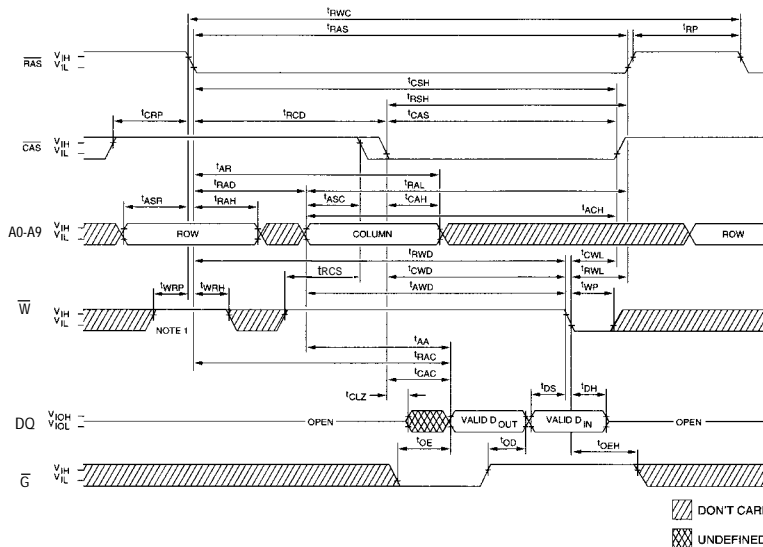 tRWC
tRAS
tRP
RAS VIH
VIL
tCSH
tRSH
tCRP tRCD tCAS
CAS VIH
VIL
tAR
tRAD tRAL
tASR tRAH tASC tCAH
tACH
A0-A9 VIH
VIL
ROW COLUMN ROW
tRWD tCWL
tRCS tCWD tRWL
tWRP tWRH tAWD tWP
W VIH
VIL
NOTE 1
tAA
tRAC
tCAC
tCLZ tDS tDH
DQ VIOH
VIOL
OPEN VALID DOUT VALID DIN OPEN
tOE tOD tOEH
G VIH
VIL
DON'T CARE
UNDEFINED